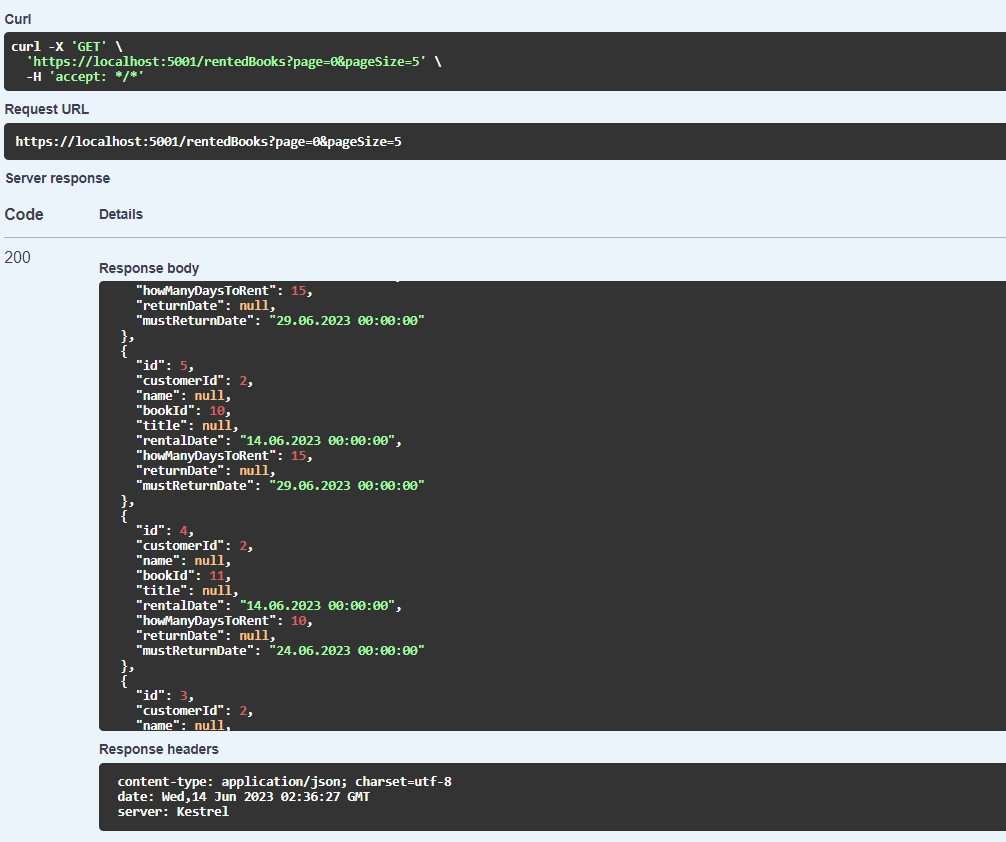 Curl
curl -X 'GET' \
'https://localhost:5001/rentedBooks?page=0&pageSize=5' \
-H 'accept: */*'
Request URL
https://localhost:5001/rentedBooks?page=0&pageSize=5
Server response
Code Details
200
Response body
"howManyDaysToRent": 15,
"returnDate": null,
"mustReturnDate": "29.06.2023 00:00:00"
},
{
"id": 5,
"customerId": 2,
"name": null,
"bookId": 10,
"title": null,
"rentalDate": "14.06.2023 00:00:00",
"howManyDaysToRent": 15,
"returnDate": null,
"mustReturnDate": "29.06.2023 00:00:00"
},
{
"id": 4,
"customerId": 2,
"name": null,
"bookId": 11,
"title": null,
"rentalDate": "14.06.2023 00:00:00",
"howManyDaysToRent": 10,
"returnDate": null,
"mustReturnDate": "24.06.2023 00:00:00"
},
{
"id": 3,
"customerId": 2,
"name": null,
Response headers
content-type: application/json; charset=utf-8
date: Wed,14 Jun 2023 02:36:27 GMT
server: Kestrel